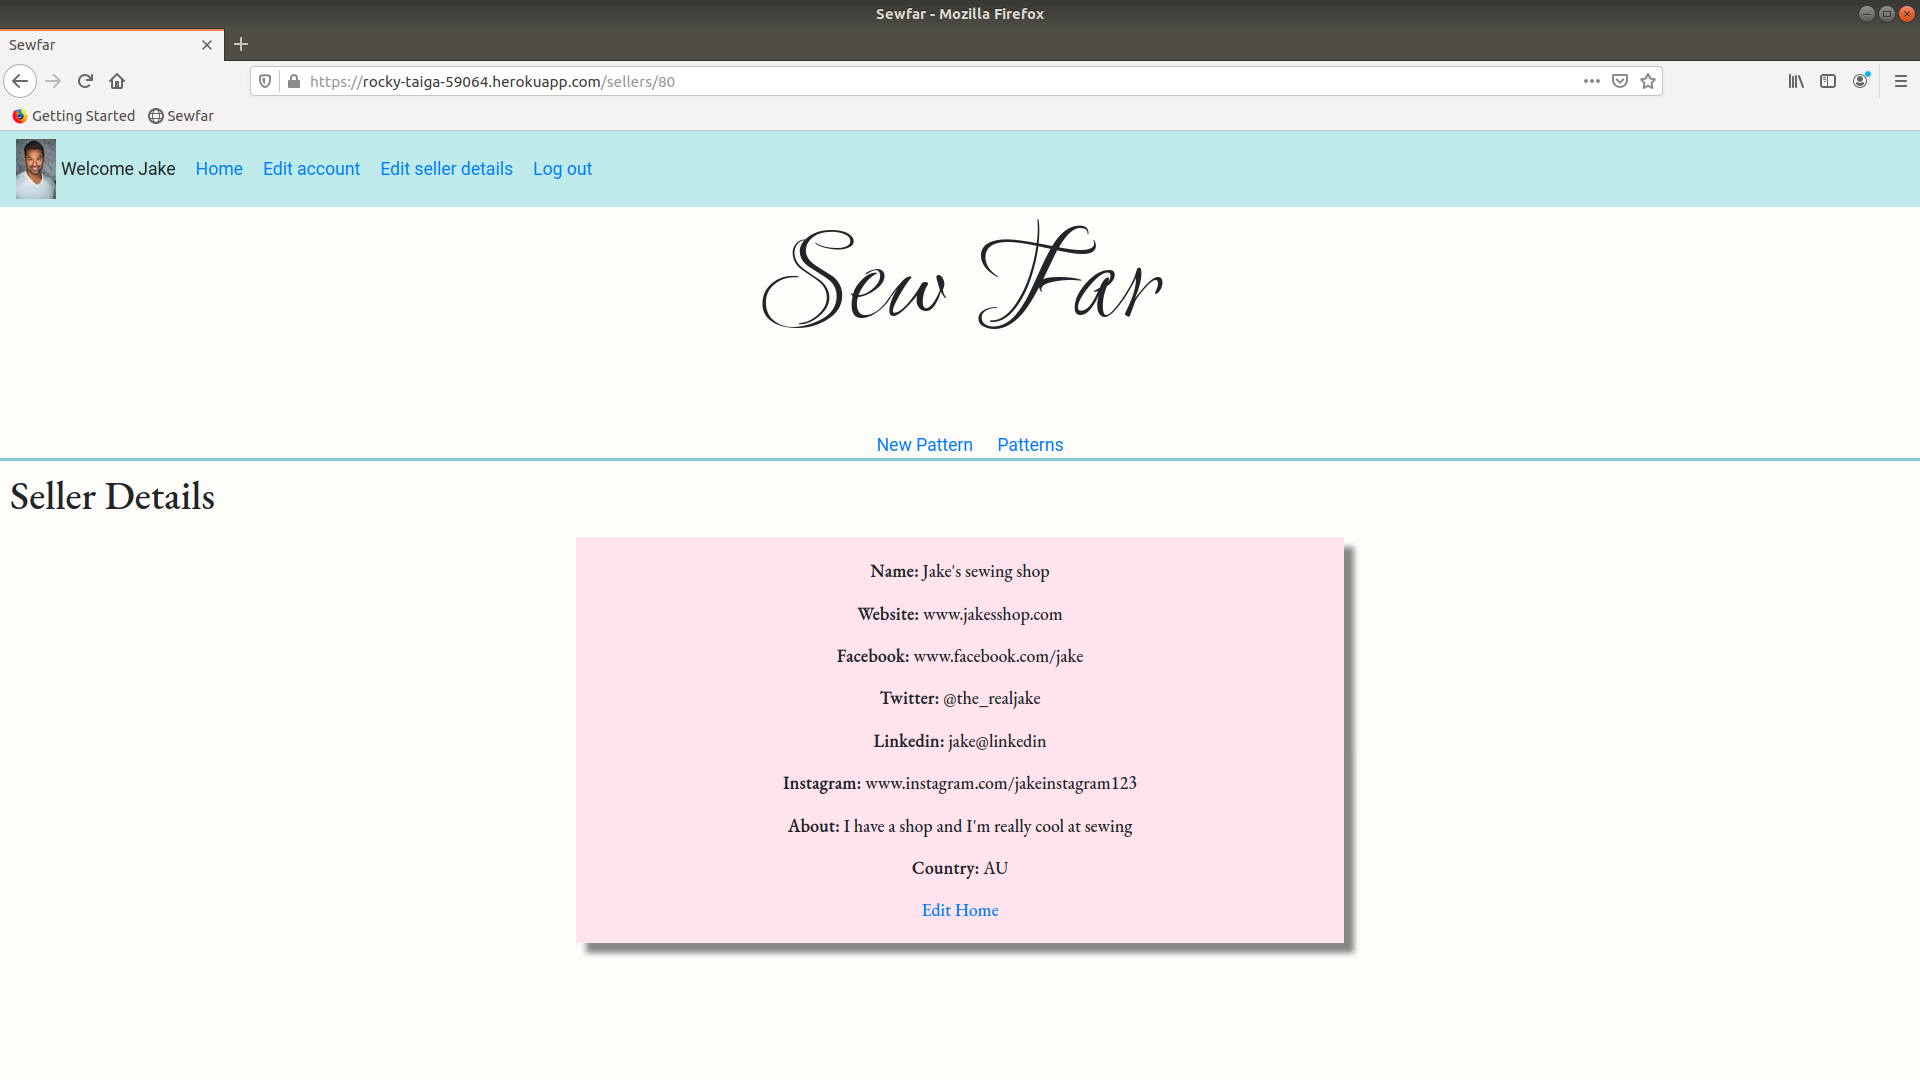 Sewfar - Mozilla Firefox
Sewfar
https://rocky-taiga-59064.herokuapp.com/sellers/80
Getting Started Sewfar
Welcome Jake Home Edit account Edit seller details Log out
Sew Far
New Pattern Patterns
Seller Details
Name: Jake's sewing shop
Website: www.jakesshop.com
Facebook: www.facebook.com/jake
Twitter: @the_realjake
Linkedin: jake@linkedin
Instagram: www.instagram.com/jakeinstagram123
About: I have a shop and I'm really cool at sewing
Country: AU
Edit Home